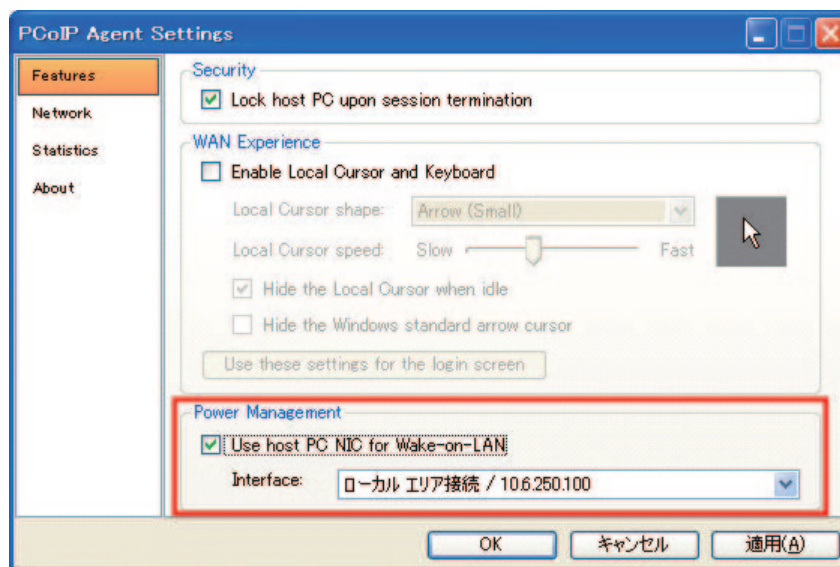 PCoIP Agent Settings
Features
Network
Statistics
About
Security
Lock host PC upon session termination
WAN Experience
Enable Local Cursor and Keyboard
Local Cursor shape: Arrow (Small)
Local Cursor speed: Slow Fast
Hide the Local Cursor when idle
Hide the Windows standard arrow cursor
Use these settings for the login screen
Power Management
Use host PC NIC for Wake-on-LAN
Interface: ローカル エリア接続 / 10.6.250.100
OK キャンセル 適用(A)